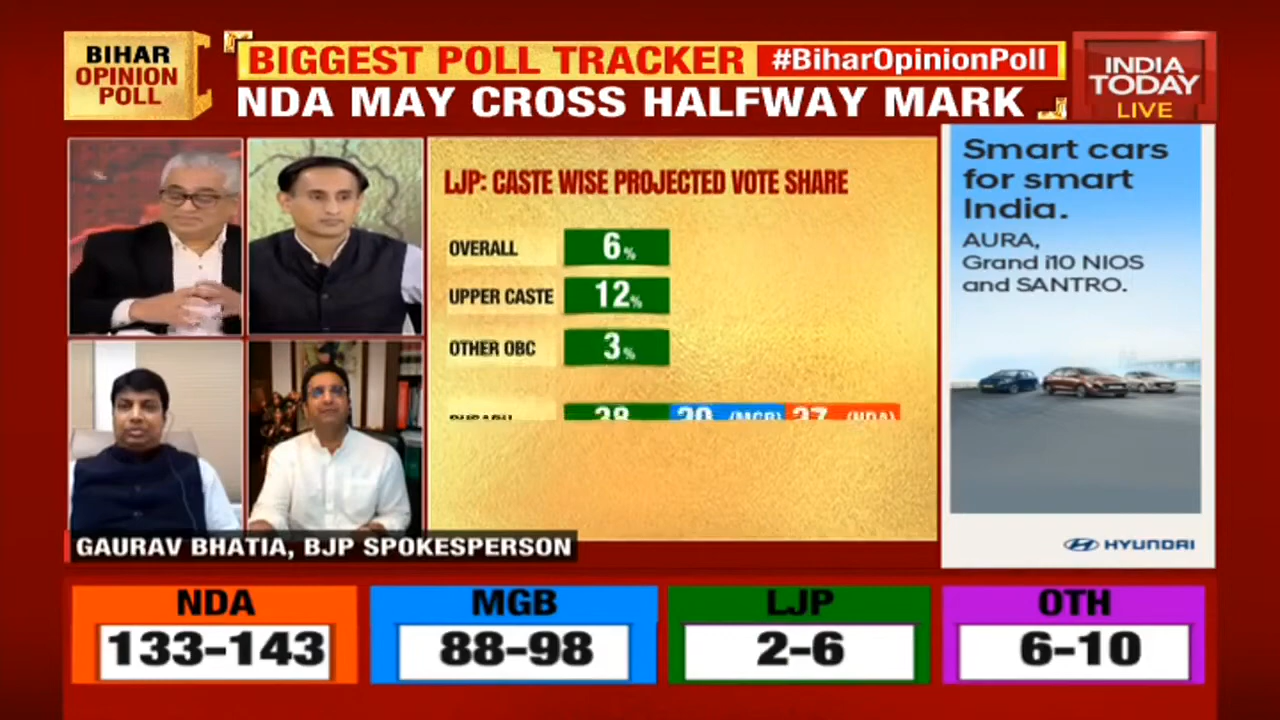 BIHAR
OPINION
POLL
BIGGEST POLL TRACKER
#BiharOpinionPoll
NDA MAY CROSS HALFWAY MARK
INDIA
TODAY
LIVE
LJP: CASTE WISE PROJECTED VOTE SHARE
OVERALL 6%
UPPER CASTE 12%
OTHER OBC 3%
(MGB) (NDA)
Smart cars
for smart
India.
AURA,
Grand i10 NIOS
and SANTRO.
HYUNDAI
GAURAV BHATIA, BJP SPOKESPERSON
NDA
133-143
MGB
88-98
LJP
2-6
OTH
6-10